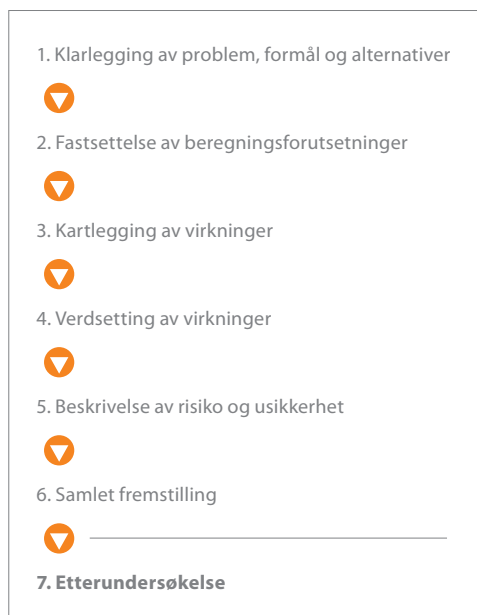 1. Klarlegging av problem, formål og alternativer
2. Fastsettelse av beregningsforutsetninger
3. Kartlegging av virkninger
4. Verdsetting av virkninger
5. Beskrivelse av risiko og usikkerhet
6. Samlet fremstilling
7. Etterundersøkelse